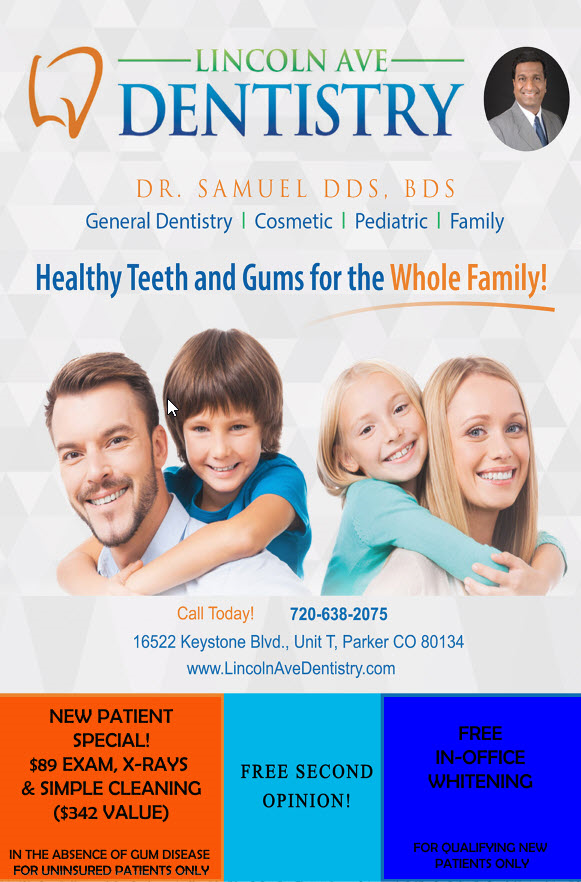 LINCOLN AVE
DENTISTRY
DR. SAMUEL DDS, BDS
General Dentistry | Cosmetic | Pediatric | Family
Healthy Teeth and Gums for the Whole Family!
Call Today! 720-638-2075
16522 Keystone Blvd., Unit T, Parker CO 80134
www.LincolnAveDentistry.com
NEW PATIENT
SPECIAL!
$89 EXAM, X-RAYS
& SIMPLE CLEANING
($342 VALUE)
IN THE ABSENCE OF GUM DISEASE
FOR UNINSURED PATIENTS ONLY
FREE SECOND
OPINION!
FREE
IN-OFFICE
WHITENING
FOR QUALIFYING NEW
PATIENTS ONLY